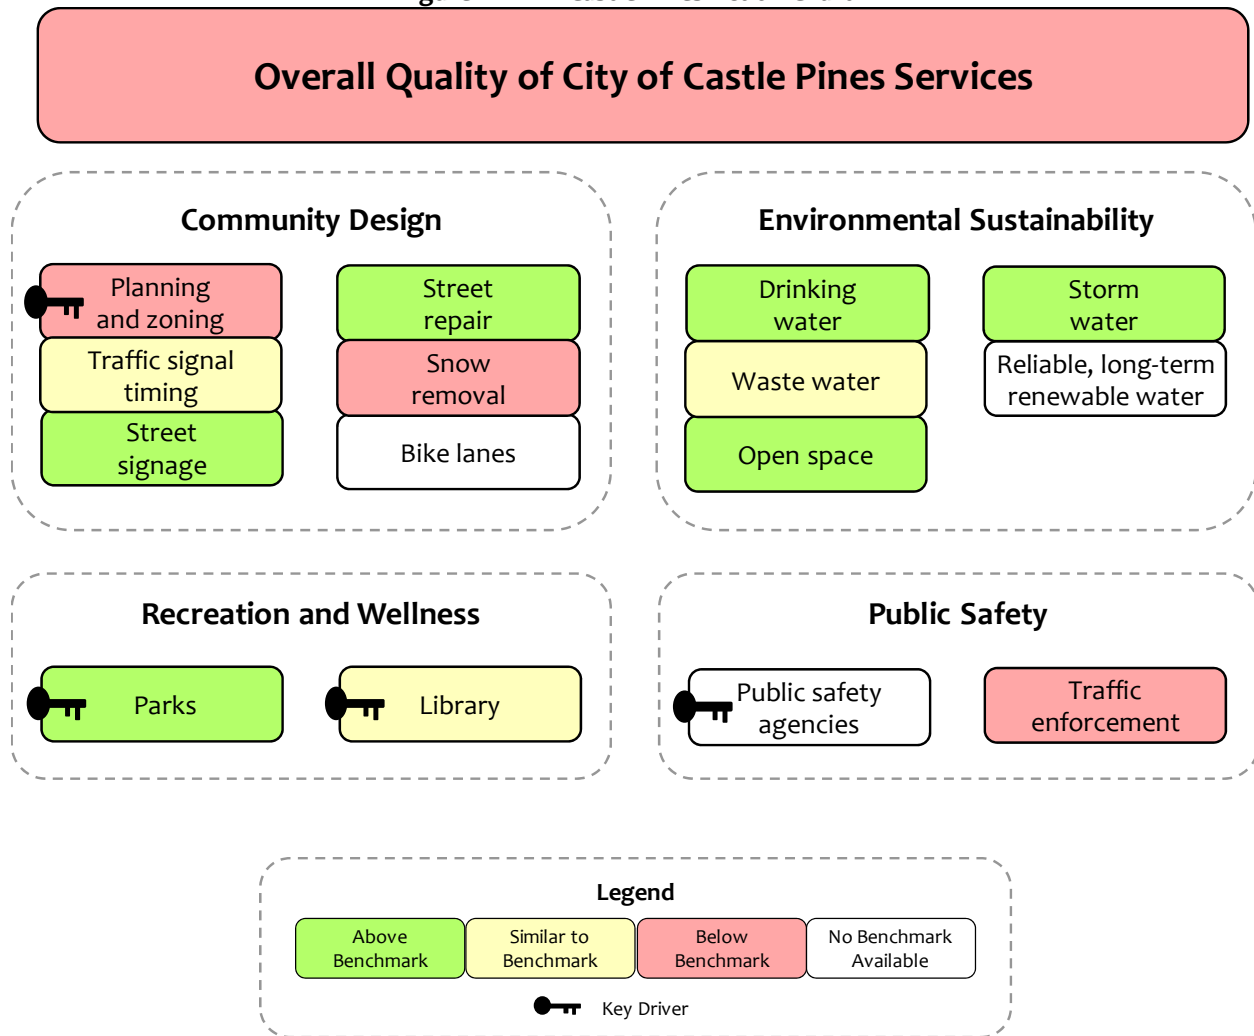 Overall Quality of City of Castle Pines Services
Community Design
Planning
and zoning
Traffic signal
timing
Street
signage
Street
repair
Snow
removal
Bike lanes
Environmental Sustainability
Drinking
water
Waste water
Open space
Storm
water
Reliable, long-term
renewable water
Recreation and Wellness
Parks
Library
Public Safety
Public safety
agencies
Traffic
enforcement
Legend
Above
Benchmark
Similar to
Benchmark
Below
Benchmark
No Benchmark
Available
Key Driver